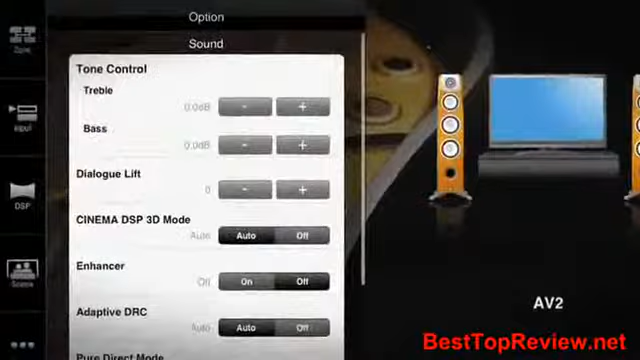 Option
Sound
Tone Control
Treble
0.0dB - +
Bass
0.0dB - +
Dialogue Lift
0 - +
CINEMA DSP 3D Mode
Auto Auto Off
Enhancer
Off On Off
Adaptive DRC
Auto Auto Off
Pure Direct Mode
Zone
Input
DSP
Scene
AV2
BestTopReview.net